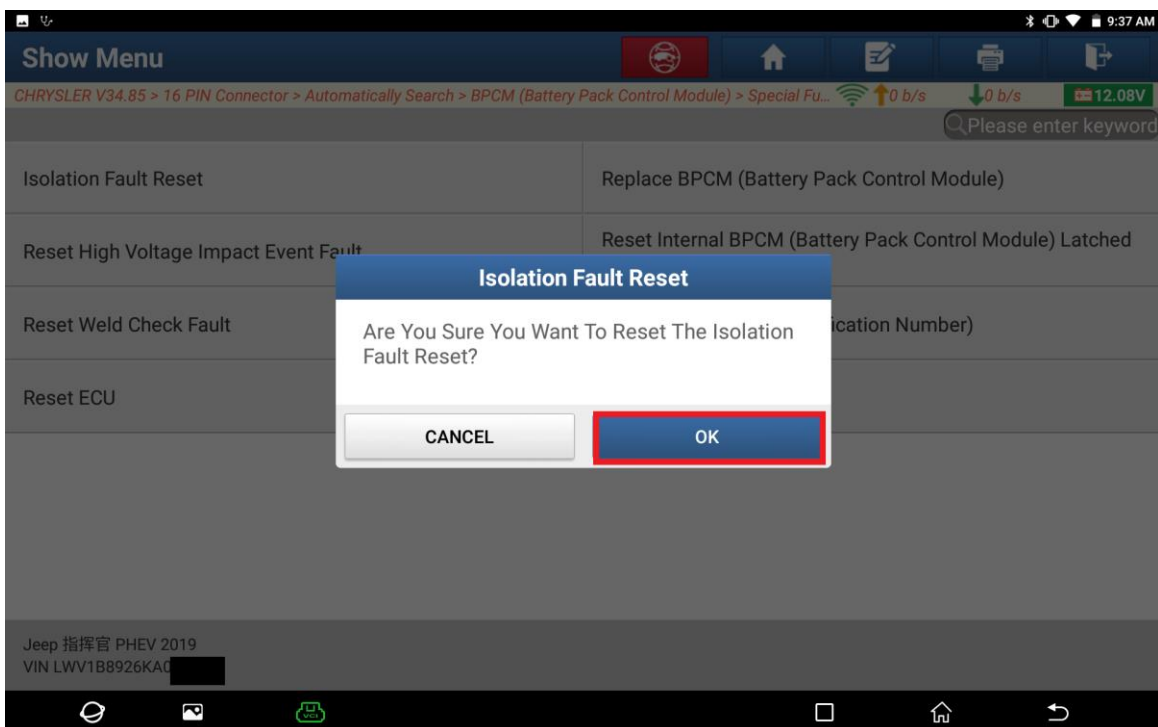 9:37 AM
Show Menu
CHRYSLER V34.85 > 16 PIN Connector > Automatically Search > BPCM (Battery Pack Control Module) > Special Fu... 0 b/s 0 b/s 12.08V
Please enter keyword
Isolation Fault Reset
Replace BPCM (Battery Pack Control Module)
Reset High Voltage Impact Event Fault
Reset Internal BPCM (Battery Pack Control Module) Latched
Isolation Fault Reset
Reset Weld Check Fault
Are You Sure You Want To Reset The Isolation
Fault Reset?
ication Number)
Reset ECU
CANCEL
OK
Jeep 指挥官 PHEV 2019
VIN LWV1B8926KA0
VCI